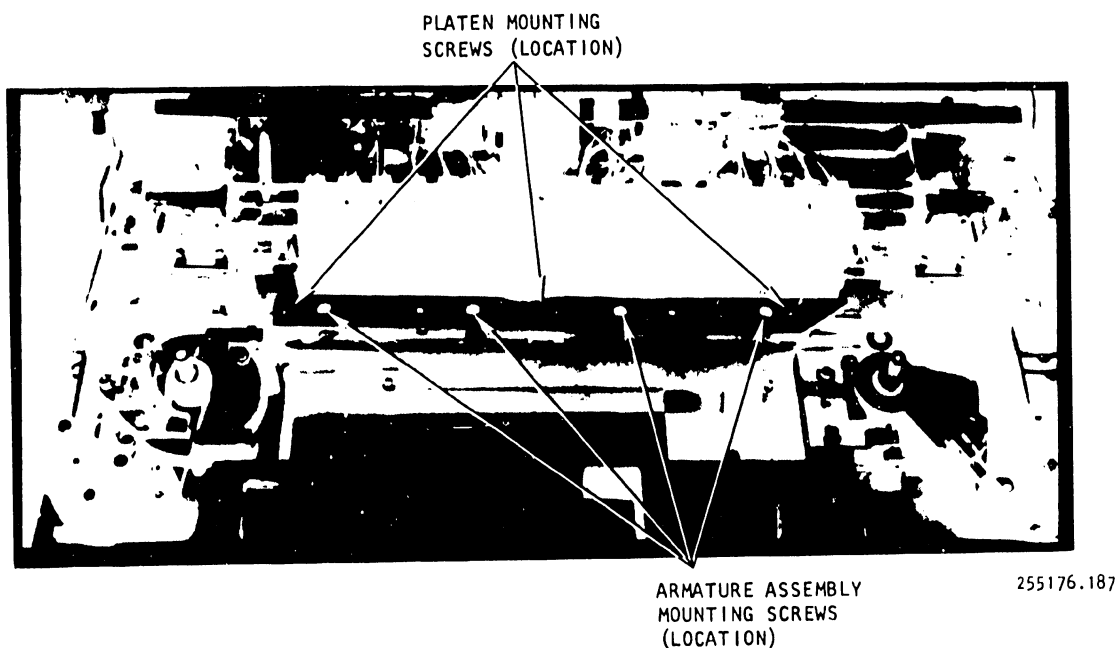 PLATEN MOUNTING
SCREWS (LOCATION)
ARMATURE ASSEMBLY
MOUNTING SCREWS
(LOCATION)
255176.187